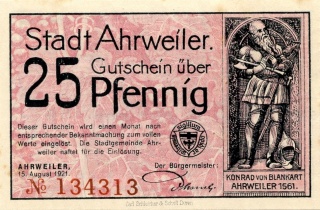 Stadt Ahrweiler.
25 Gutschein über
Pfennig
Dieser Gutschein wird einen Monat nach
entsprechender Bekanntmachung zum vollen
Werte eingelöst. Die Stadtgemeinde Ahr-
weiler haftet für die Einlösung.
AHRWEILER,
15. August 1921.
Der Bürgermeister:
№ 134313
KONRAD VON BLANKART
AHRWEILER 1561.